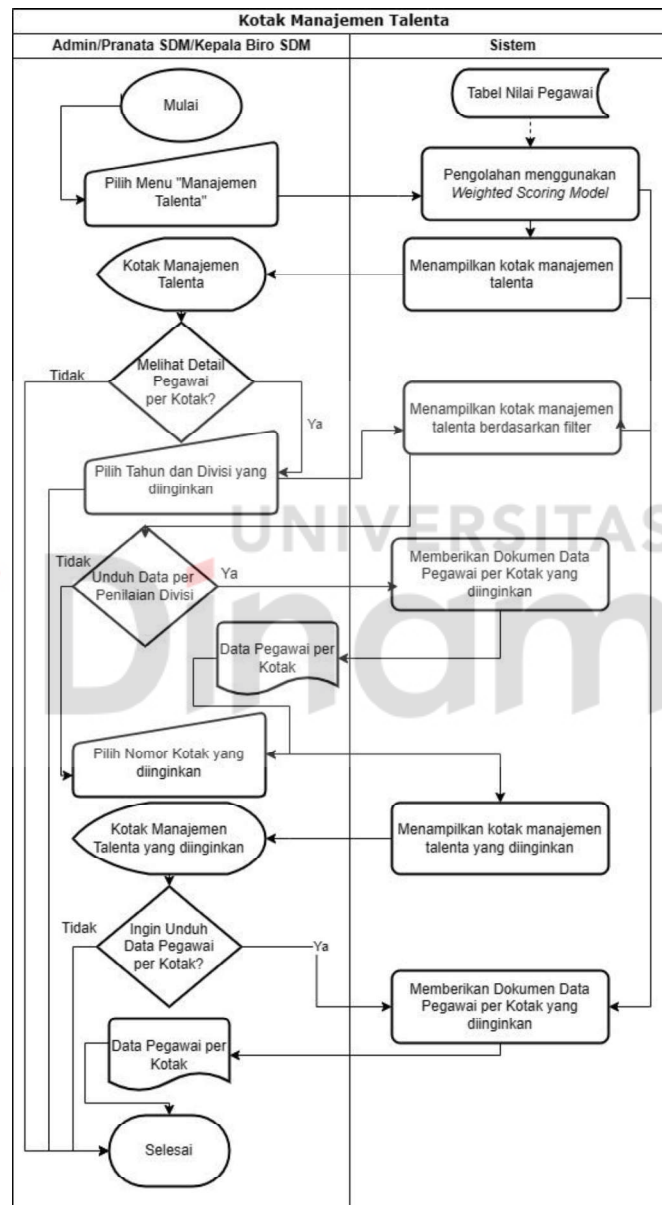 Kotak Manajemen Talenta
Admin/Pranata SDM/Kepala Biro SDM
Sistem
Mulai
Tabel Nilai Pegawai
Pilih Menu "Manajemen
Talenta"
Pengolahan menggunakan
Weighted Scoring Model
Kotak Manajemen
Talenta
Menampilkan kotak manajemen
talenta
Melihat Detail
Pegawai
per Kotak?
Tidak
Ya
Menampilkan kotak manajemen
talenta berdasarkan filter
Pilih Tahun dan Divisi yang
diinginkan
UNIVERSITAS
Dinam
Tidak
Unduh Data per
Penilaian Divisi
Ya
Memberikan Dokumen Data
Pegawai per Kotak yang
diinginkan
Data Pegawai per
Kotak
Pilih Nomor Kotak yang
diinginkan
Kotak Manajemen
Talenta yang diinginkan
Menampilkan kotak manajemen
talenta yang diinginkan
Tidak
Ingin Unduh
Data Pegawai
per Kotak?
Ya
Memberikan Dokumen Data
Pegawai per Kotak yang
diinginkan
Data Pegawai per
Kotak
Selesai